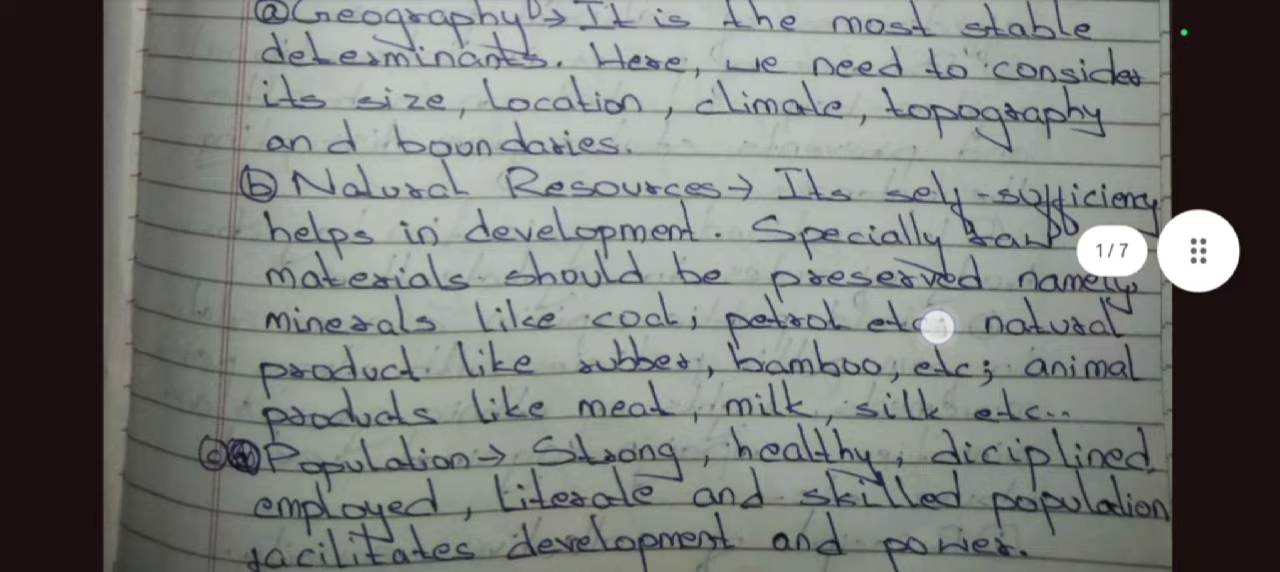 ⓐ Geography → It is the most stable
determinants. Here, we need to consider
its size, location, climate, topography
and boundaries.
ⓑ Natural Resources → Its self-sufficiency
helps in development. Specially raw
materials should be preserved namely
minerals like coal; petrol etc; natural
product like rubber, bamboo, etc; animal
products like meat, milk, silk etc..
ⓒ Population → Strong, healthy, diciplined
employed, literate and skilled population
facilitates development and power.
1/7